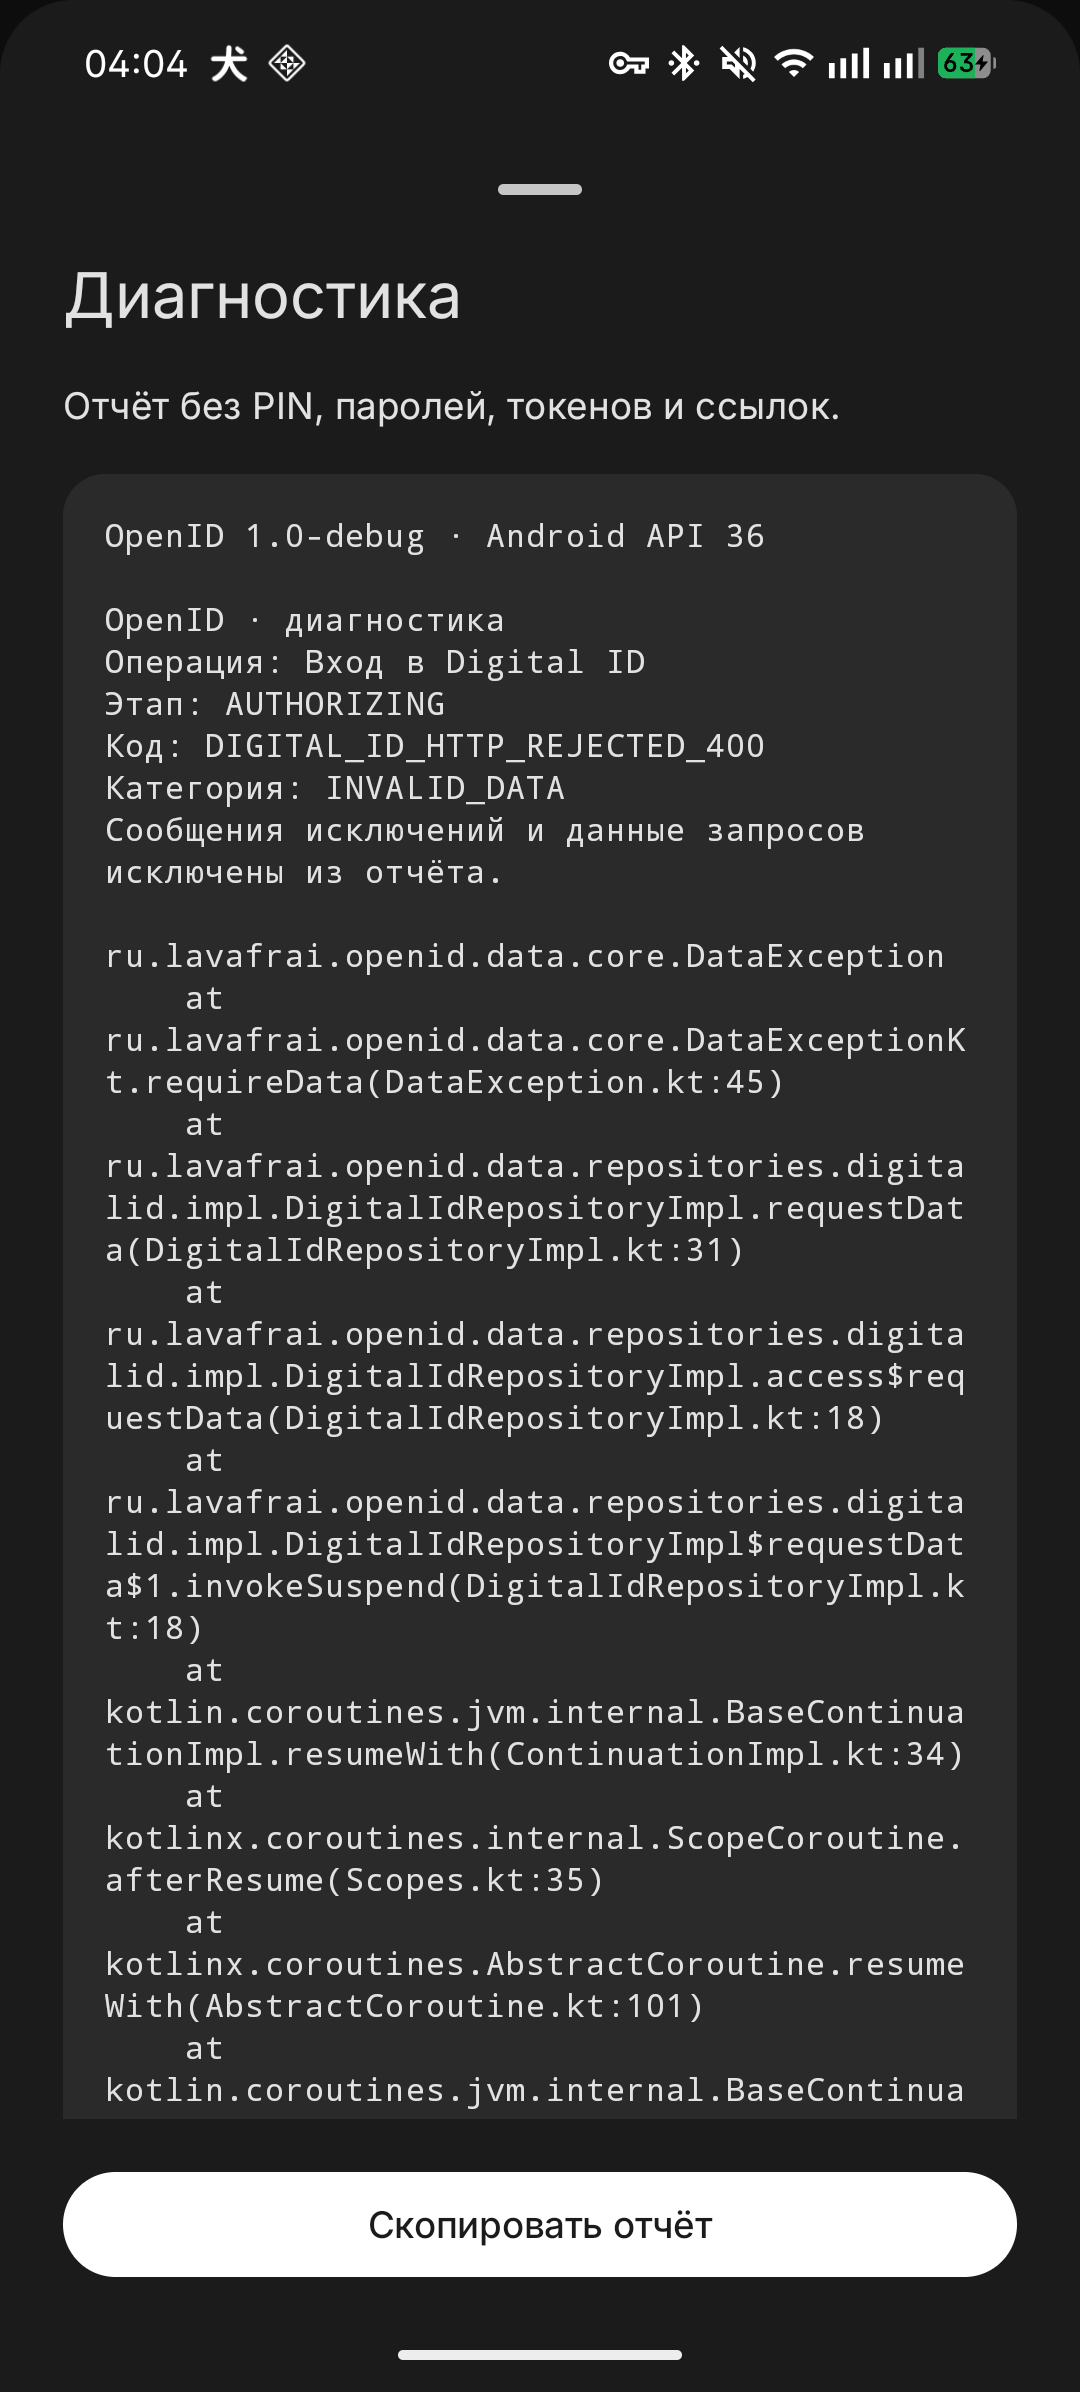 04:04 犬 63
Диагностика
Отчёт без PIN, паролей, токенов и ссылок.
OpenID 1.0-debug · Android API 36
OpenID · диагностика
Операция: Вход в Digital ID
Этап: AUTHORIZING
Код: DIGITAL_ID_HTTP_REJECTED_400
Категория: INVALID_DATA
Сообщения исключений и данные запросов
исключены из отчёта.
ru.lavafrai.openid.data.core.DataException
at
ru.lavafrai.openid.data.core.DataExceptionK
t.requireData(DataException.kt:45)
at
ru.lavafrai.openid.data.repositories.digita
lid.impl.DigitalIdRepositoryImpl.requestDat
a(DigitalIdRepositoryImpl.kt:31)
at
ru.lavafrai.openid.data.repositories.digita
lid.impl.DigitalIdRepositoryImpl.access$req
uestData(DigitalIdRepositoryImpl.kt:18)
at
ru.lavafrai.openid.data.repositories.digita
lid.impl.DigitalIdRepositoryImpl$requestDat
a$1.invokeSuspend(DigitalIdRepositoryImpl.k
t:18)
at
kotlin.coroutines.jvm.internal.BaseContinua
tionImpl.resumeWith(ContinuationImpl.kt:34)
at
kotlinx.coroutines.internal.ScopeCoroutine.
afterResume(Scopes.kt:35)
at
kotlinx.coroutines.AbstractCoroutine.resume
With(AbstractCoroutine.kt:101)
at
kotlin.coroutines.jvm.internal.BaseContinua
Скопировать отчёт